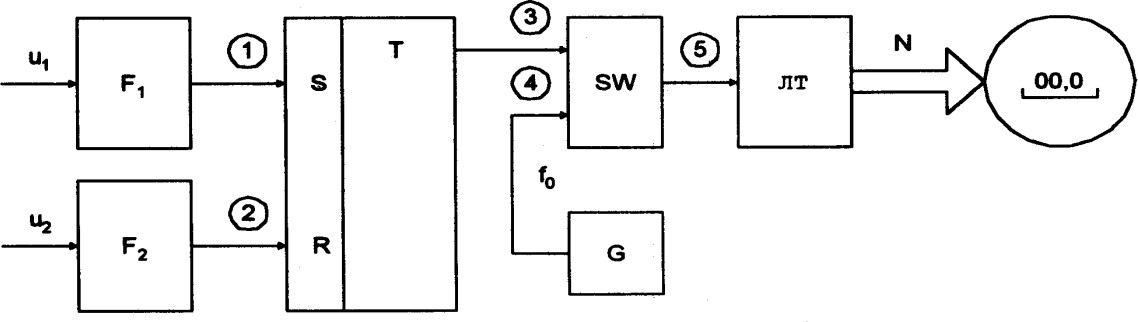 u₁
F₁
1
S
T
3
4
SW
5
ЛТ
N
00,0
u₂
F₂
2
R
f₀
G